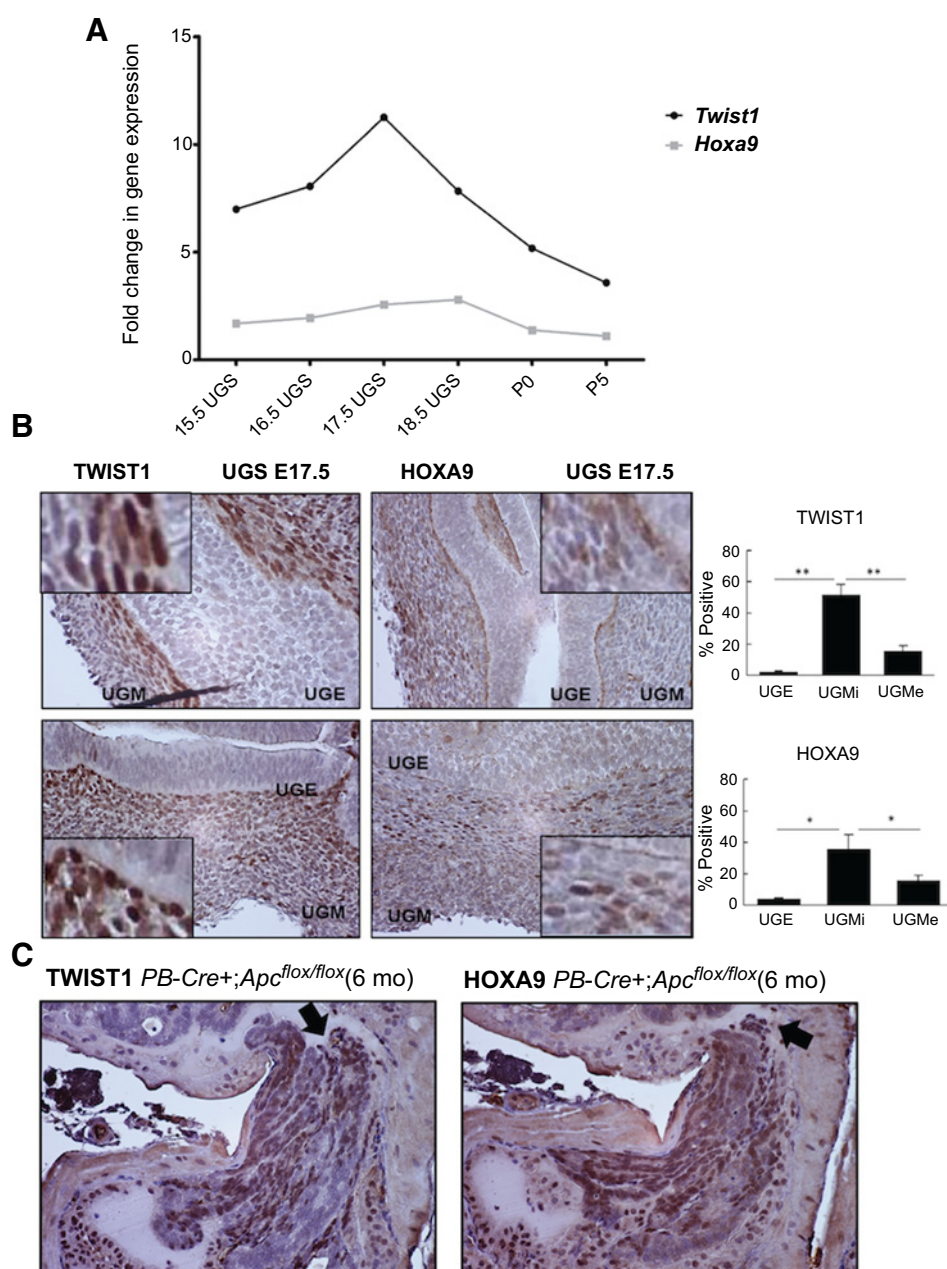 A
Fold change in gene expression
15
10
5
0
15.5 UGS
16.5 UGS
17.5 UGS
18.5 UGS
P0
P5
Twist1
Hoxa9
B
TWIST1 UGS E17.5
HOXA9 UGS E17.5
UGM UGE
UGE UGM
UGE
UGM
UGE
UGM
TWIST1
% Positive
80
60
40
20
0
** **
UGE UGMi UGMe
HOXA9
% Positive
80
60
40
20
0
* *
UGE UGMi UGMe
C
TWIST1 PB-Cre+;Apcflox/flox(6 mo)
HOXA9 PB-Cre+;Apcflox/flox(6 mo)